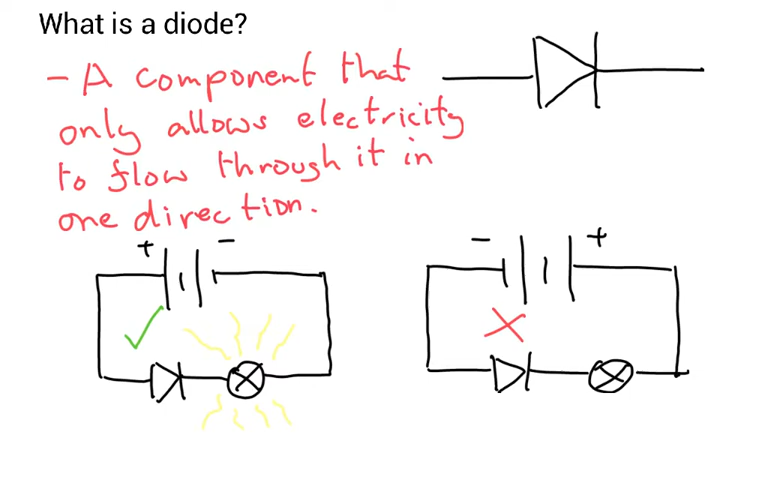 What is a diode?
- A component that
only allows electricity
to flow through it in
one direction.
+ -
- +